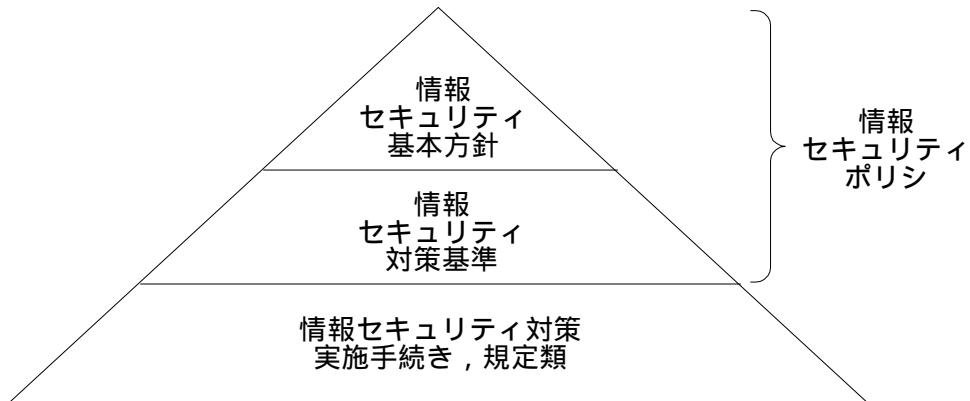 情報
セキュリティ
基本方針
情報
セキュリティ
対策基準
情報セキュリティ対策
実施手続き，規定類
情報
セキュリティ
ポリシ